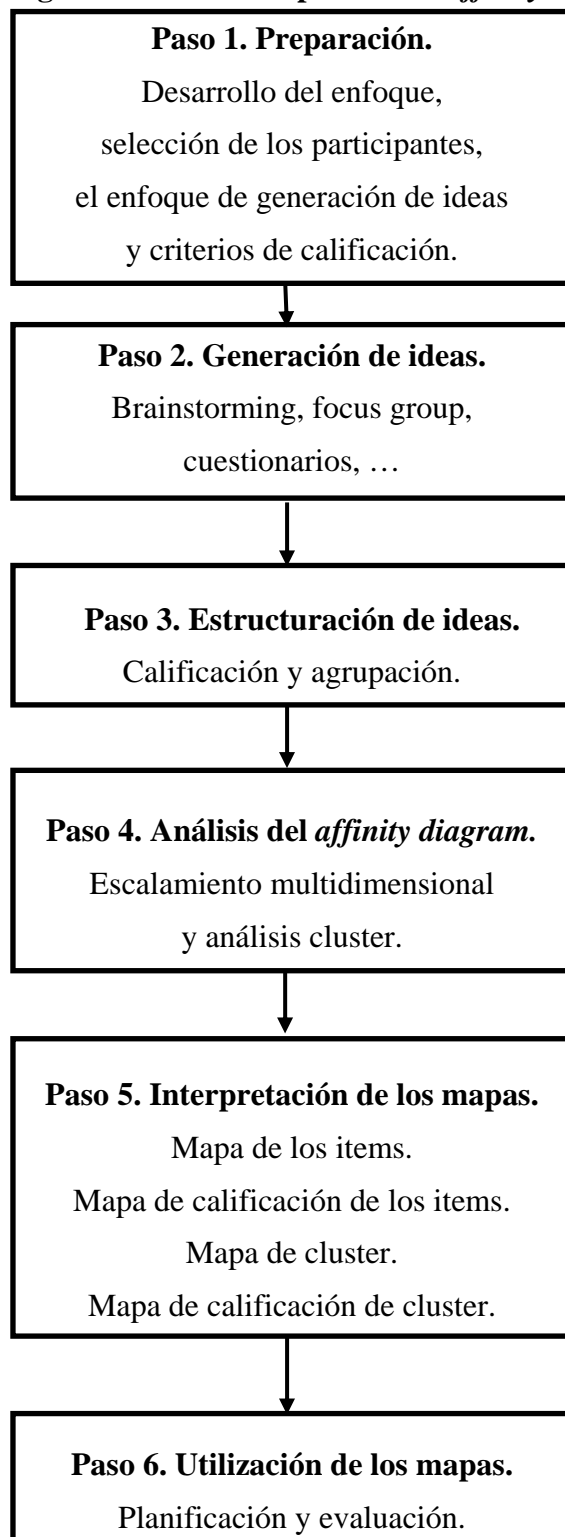 Paso 1. Preparación.
Desarrollo del enfoque,
selección de los participantes,
el enfoque de generación de ideas
y criterios de calificación.
Paso 2. Generación de ideas.
Brainstorming, focus group,
cuestionarios, …
Paso 3. Estructuración de ideas.
Calificación y agrupación.
Paso 4. Análisis del affinity diagram.
Escalamiento multidimensional
y análisis cluster.
Paso 5. Interpretación de los mapas.
Mapa de los items.
Mapa de calificación de los items.
Mapa de cluster.
Mapa de calificación de cluster.
Paso 6. Utilización de los mapas.
Planificación y evaluación.